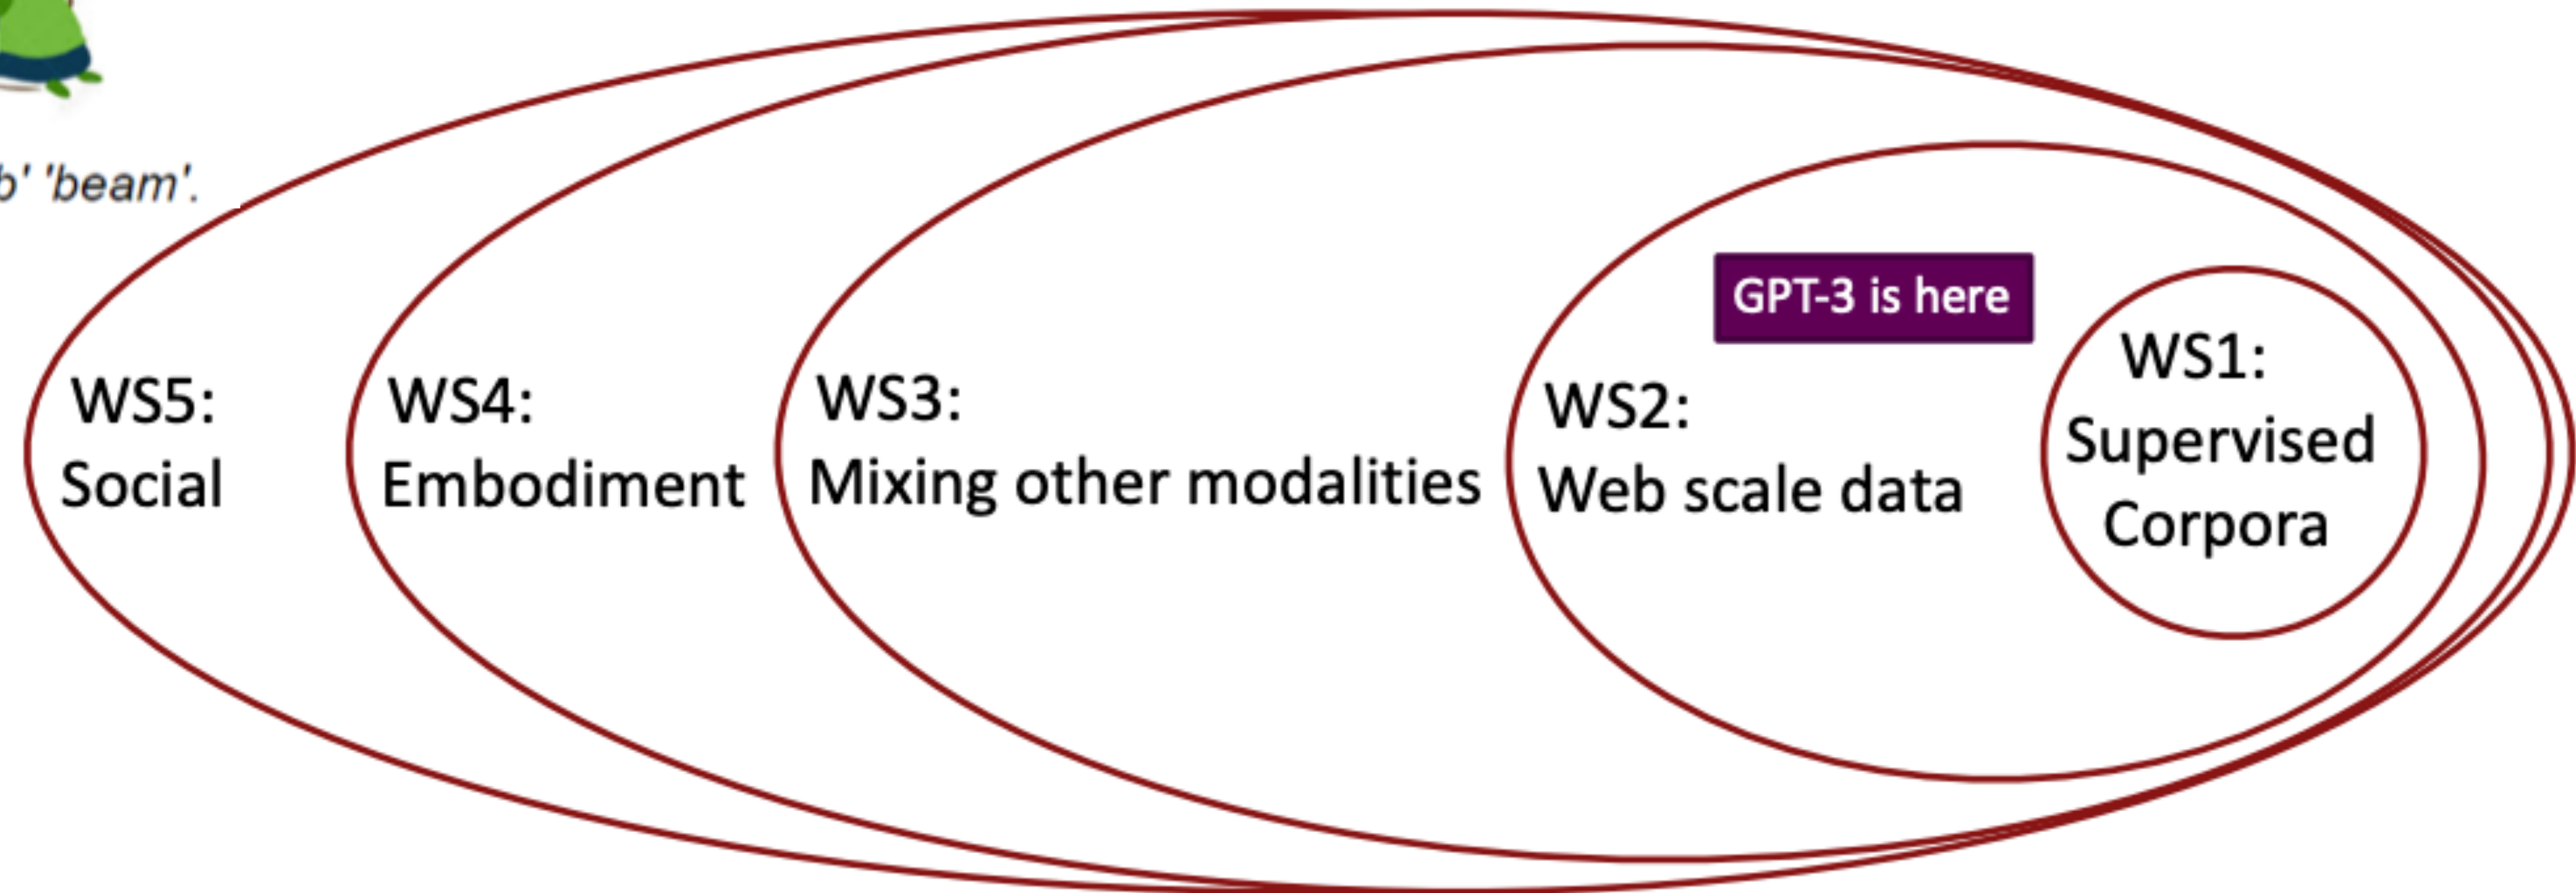 'beam'.
GPT-3 is here
WS5:
Social
WS4:
Embodiment
WS3:
Mixing other modalities
WS2:
Web scale data
WS1:
Supervised
Corpora